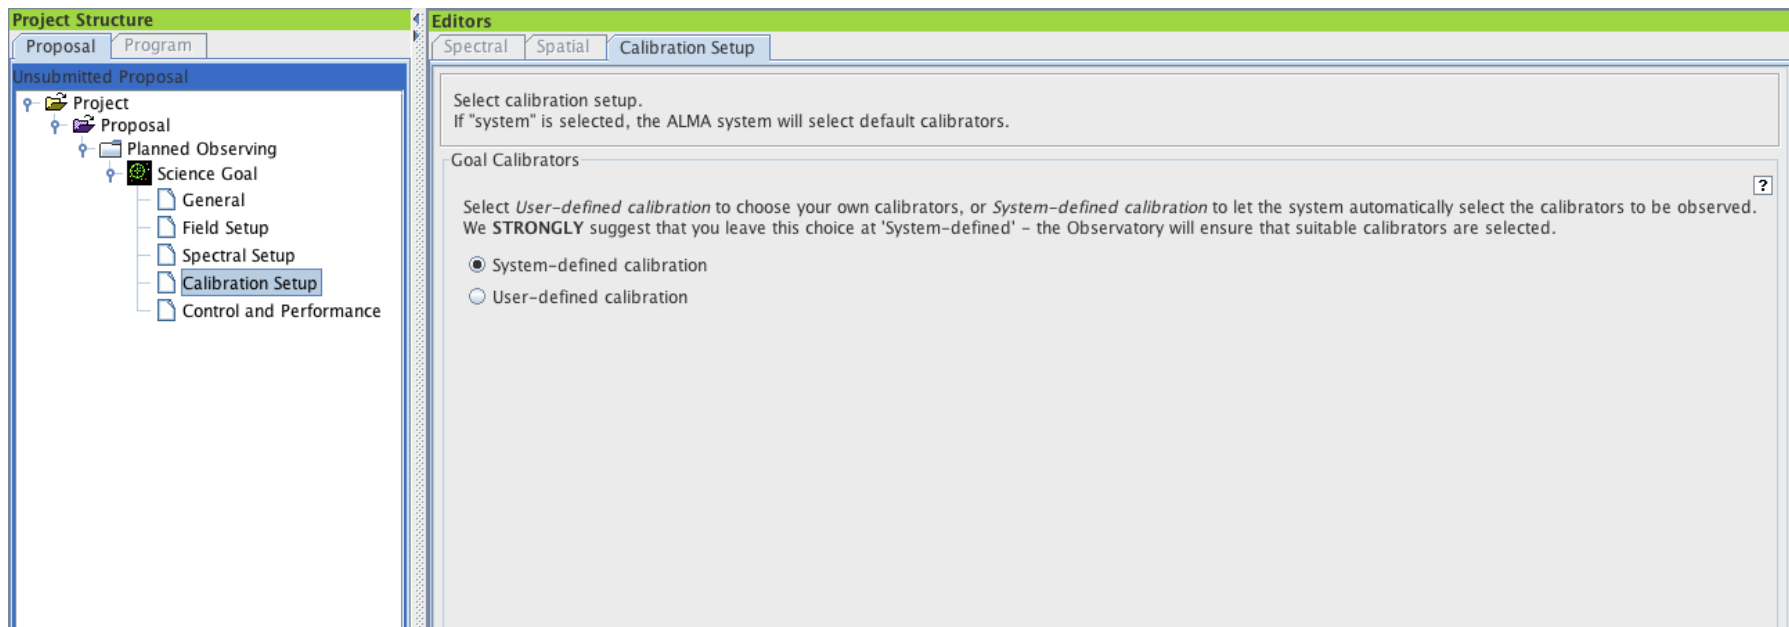 Project Structure
Proposal Program
Unsubmitted Proposal
Project
Proposal
Planned Observing
Science Goal
General
Field Setup
Spectral Setup
Calibration Setup
Control and Performance
Editors
Spectral Spatial Calibration Setup
Select calibration setup.
If "system" is selected, the ALMA system will select default calibrators.
Goal Calibrators
?
Select User-defined calibration to choose your own calibrators, or System-defined calibration to let the system automatically select the calibrators to be observed.
We STRONGLY suggest that you leave this choice at 'System-defined' - the Observatory will ensure that suitable calibrators are selected.
System-defined calibration
User-defined calibration